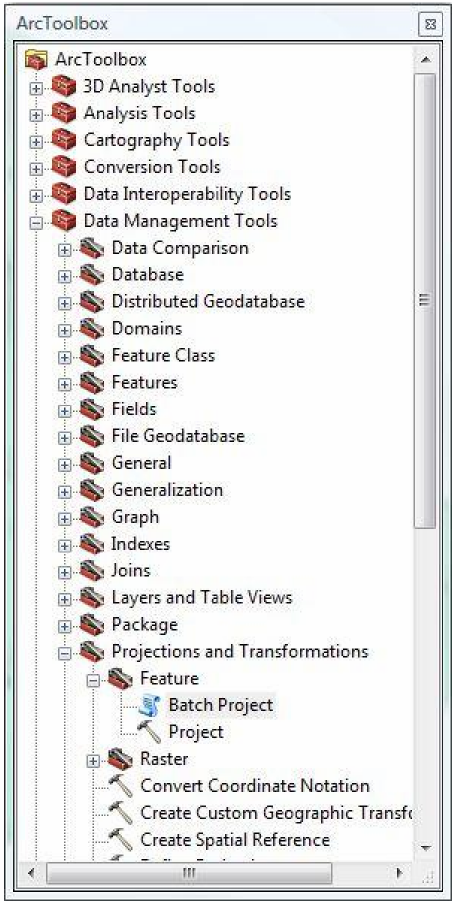 ArcToolbox
ArcToolbox
3D Analyst Tools
Analysis Tools
Cartography Tools
Conversion Tools
Data Interoperability Tools
Data Management Tools
Data Comparison
Database
Distributed Geodatabase
Domains
Feature Class
Features
Fields
File Geodatabase
General
Generalization
Graph
Indexes
Joins
Layers and Table Views
Package
Projections and Transformations
Feature
Batch Project
Project
Raster
Convert Coordinate Notation
Create Custom Geographic Transfo
Create Spatial Reference